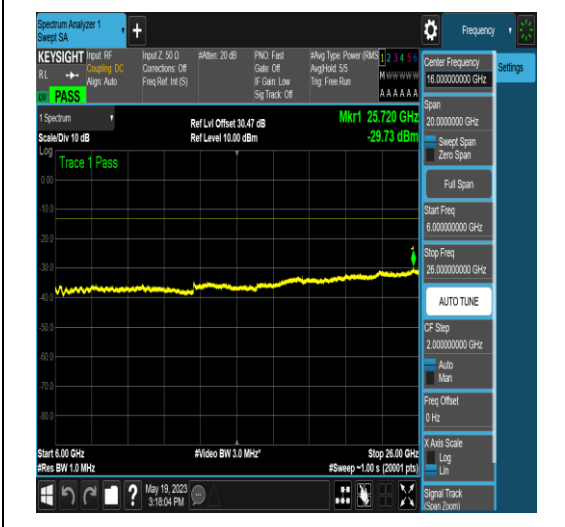 Spectrum Analyzer 1
Swept SA
+
Frequency
KEYSIGHT
RL
PASS
Input: RF
Coupling: DC
Align: Auto
Input Z: 50 Ω
Corrections: Off
Freq Ref: Int (S)
#Atten: 20 dB
PNO: Fast
Gate: Off
IF Gain: Low
Sig Track: Off
#Avg Type: Power (RMS
Avg|Hold: 5/5
Trig: Free Run
1 2 3 4 5 6
M W W W W W
A A A A A A
1 Spectrum
Scale/Div 10 dB
Log
Ref Lvl Offset 30.47 dB
Ref Level 10.00 dBm
Mkr1 25.720 GHz
-29.73 dBm
Trace 1 Pass
0.00
-10.0
-20.0
-30.0
-40.0
-50.0
-60.0
-70.0
-80.0
1
Start 6.00 GHz
#Res BW 1.0 MHz
#Video BW 3.0 MHz*
Stop 26.00 GHz
#Sweep ~1.00 s (20001 pts)
May 19, 2023
3:18:04 PM
?
Center Frequency
16.000000000 GHz
Settings
Span
20.0000000 GHz
Swept Span
Zero Span
Full Span
Start Freq
6.000000000 GHz
Stop Freq
26.000000000 GHz
AUTO TUNE
CF Step
2.000000000 GHz
Auto
Man
Freq Offset
0 Hz
X Axis Scale
Log
Lin
Signal Track
(Span Zoom)